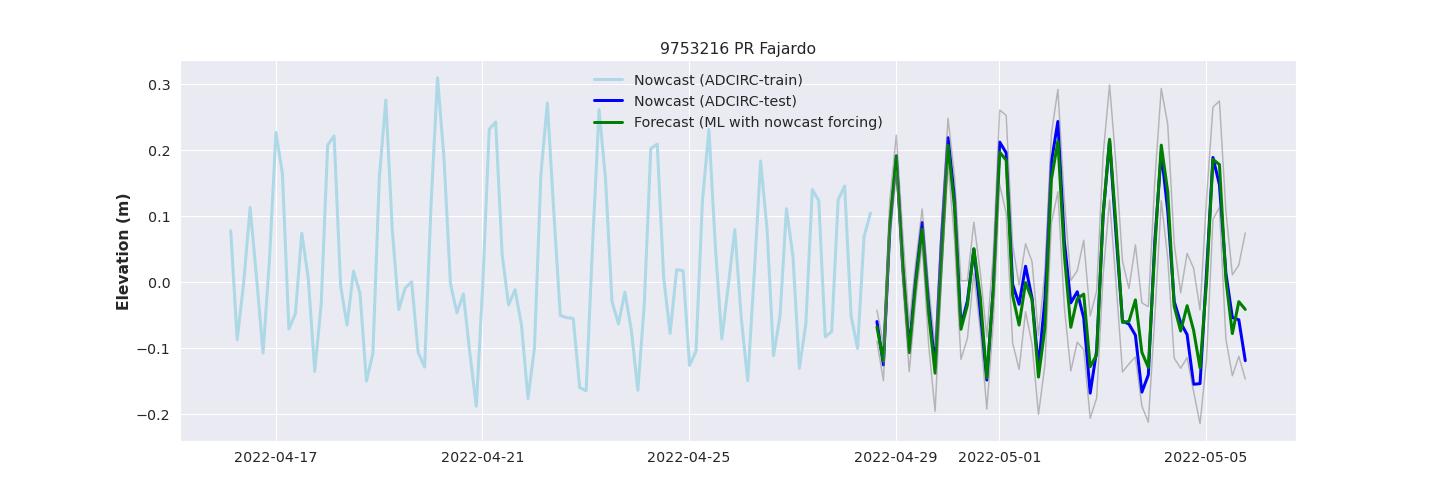 9753216 PR Fajardo
Nowcast (ADCIRC-train)
Nowcast (ADCIRC-test)
Forecast (ML with nowcast forcing)
Elevation (m)
0.3
0.2
0.1
0.0
−0.1
−0.2
2022-04-17 2022-04-21 2022-04-25 2022-04-29 2022-05-01 2022-05-05